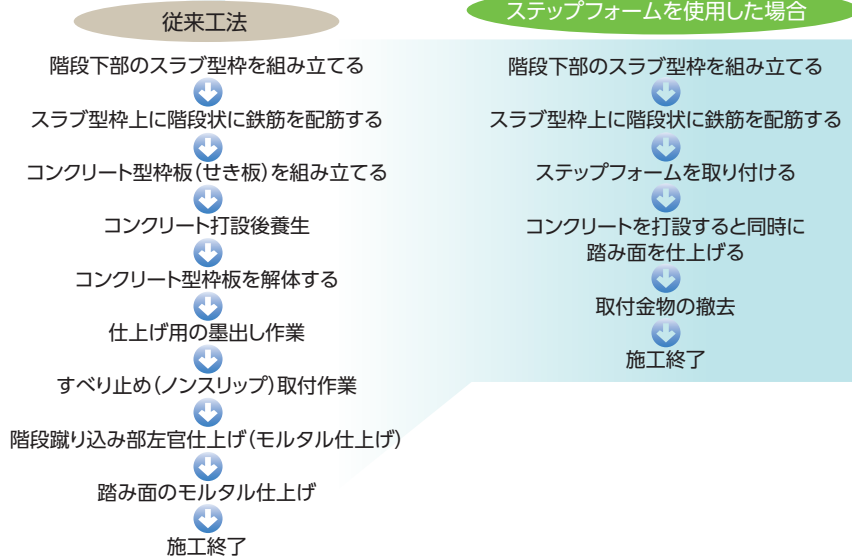 従来工法
階段下部のスラブ型枠を組み立てる
スラブ型枠上に階段状に鉄筋を配筋する
コンクリート型枠板(せき板)を組み立てる
コンクリート打設後養生
コンクリート型枠板を解体する
仕上げ用の墨出し作業
すべり止め(ノンスリップ)取付作業
階段蹴り込み部左官仕上げ(モルタル仕上げ)
踏み面のモルタル仕上げ
施工終了
ステップフォームを使用した場合
階段下部のスラブ型枠を組み立てる
スラブ型枠上に階段状に鉄筋を配筋する
ステップフォームを取り付ける
コンクリートを打設すると同時に
踏み面を仕上げる
取付金物の撤去
施工終了